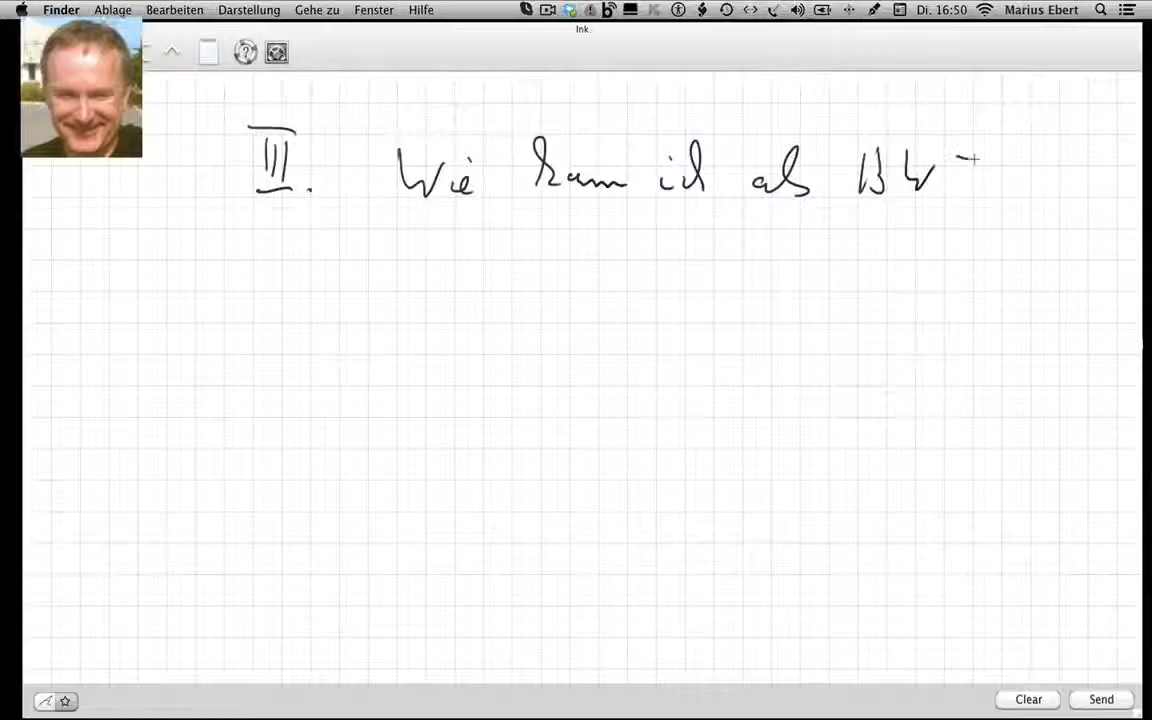 Finder Ablage Bearbeiten Darstellung Gehe zu Fenster Hilfe Di. 16:50 Marius Ebert
Ink
III. Wie kann ich als BW
Clear Send